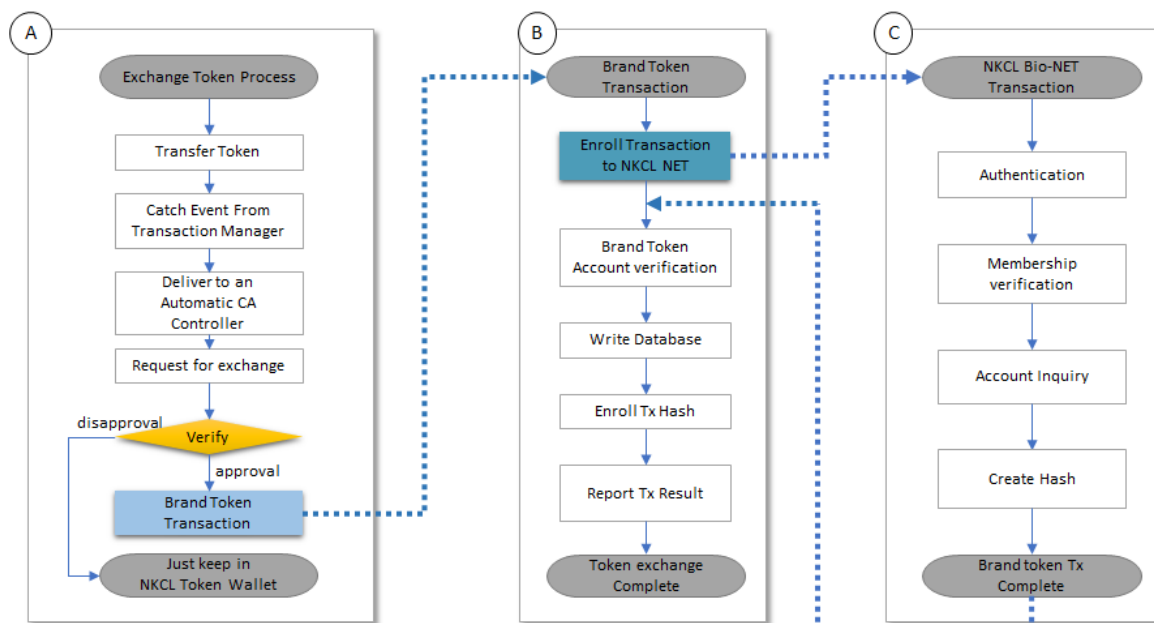 A
Exchange Token Process
Transfer Token
Catch Event From
Transaction Manager
Deliver to an
Automatic CA
Controller
Request for exchange
disapproval
Verify
approval
Brand Token
Transaction
Just keep in
NKCL Token Wallet
B
Brand Token
Transaction
Enroll Transaction
to NKCL NET
Brand Token
Account verification
Write Database
Enroll Tx Hash
Report Tx Result
Token exchange
Complete
C
NKCL Bio-NET
Transaction
Authentication
Membership
verification
Account Inquiry
Create Hash
Brand token Tx
Complete